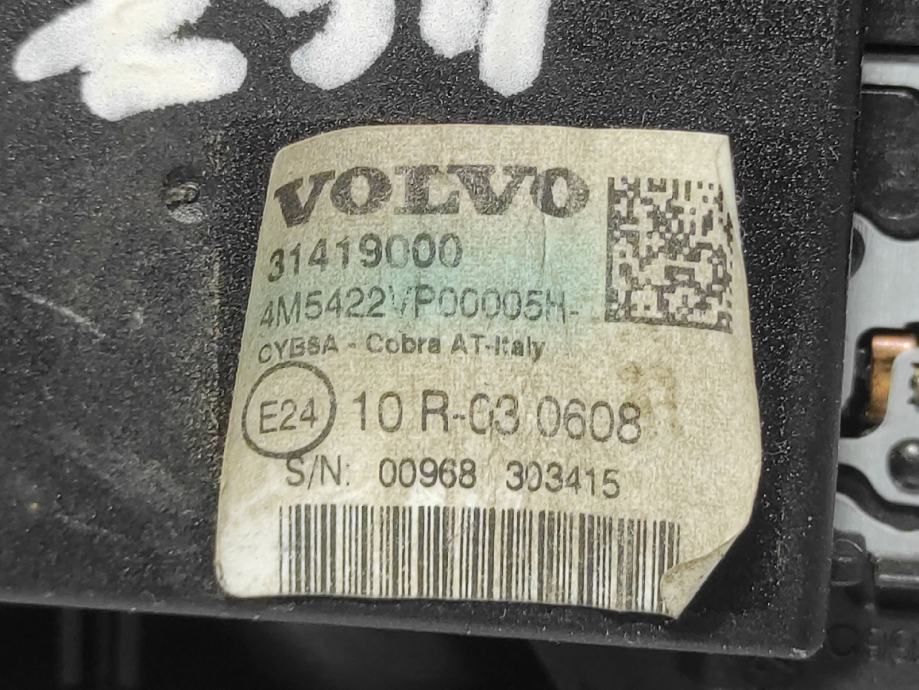 VOLVO
31419000
4M5422VP00005H-
CYB8A - Cobra AT-Italy
E24 10 R-03 0608
S/N: 00968 303415